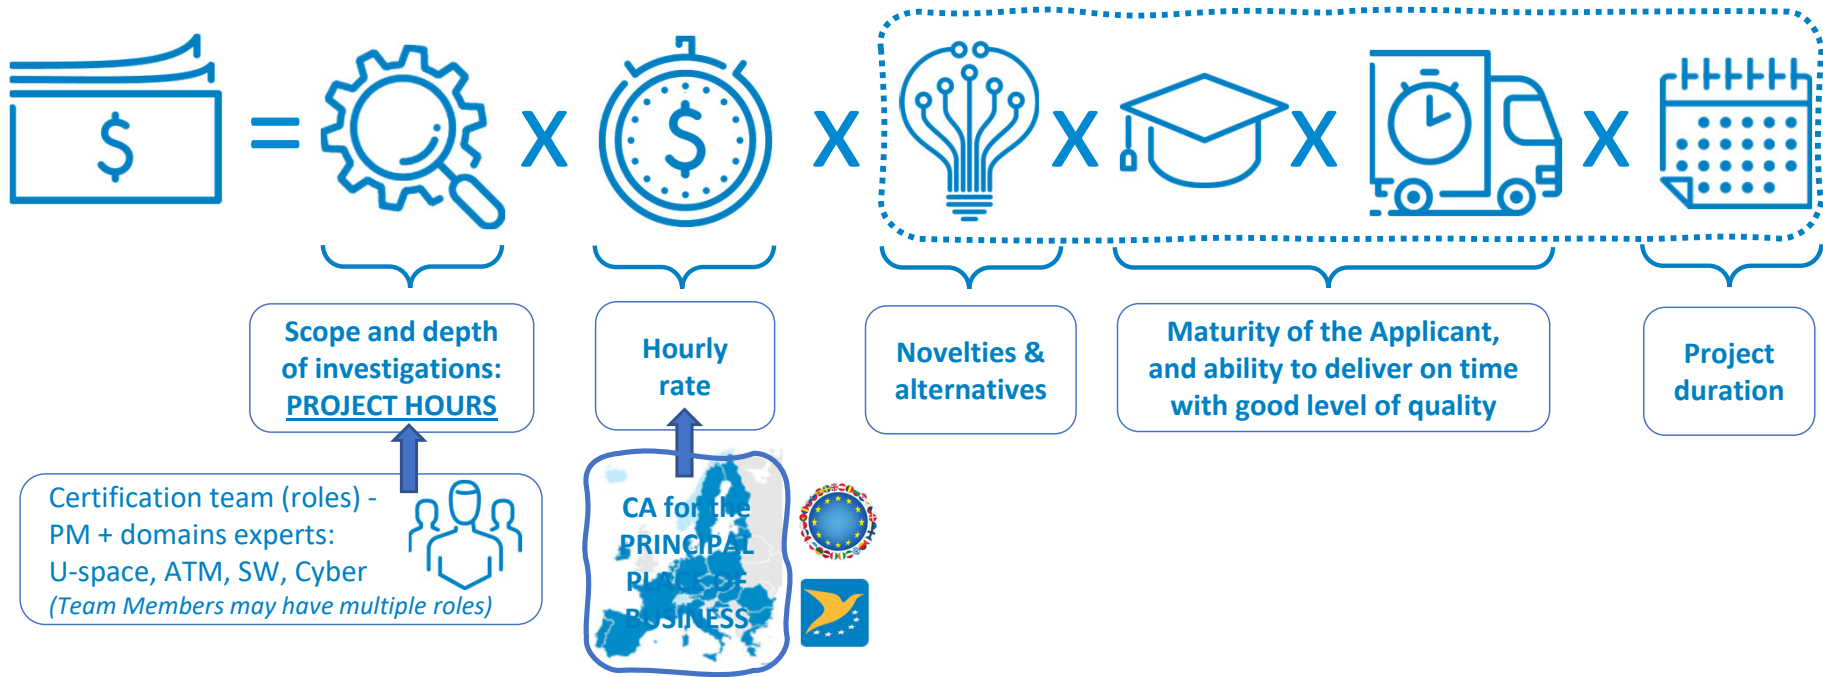 $ = X $ X X X X
Scope and depth
of investigations:
PROJECT HOURS
Hourly
rate
Novelties &
alternatives
Maturity of the Applicant,
and ability to deliver on time
with good level of quality
Project
duration
Certification team (roles) -
PM + domains experts:
U-space, ATM, SW, Cyber
(Team Members may have multiple roles)
CA for the
PRINCIPAL
PLACE OF
BUSINESS